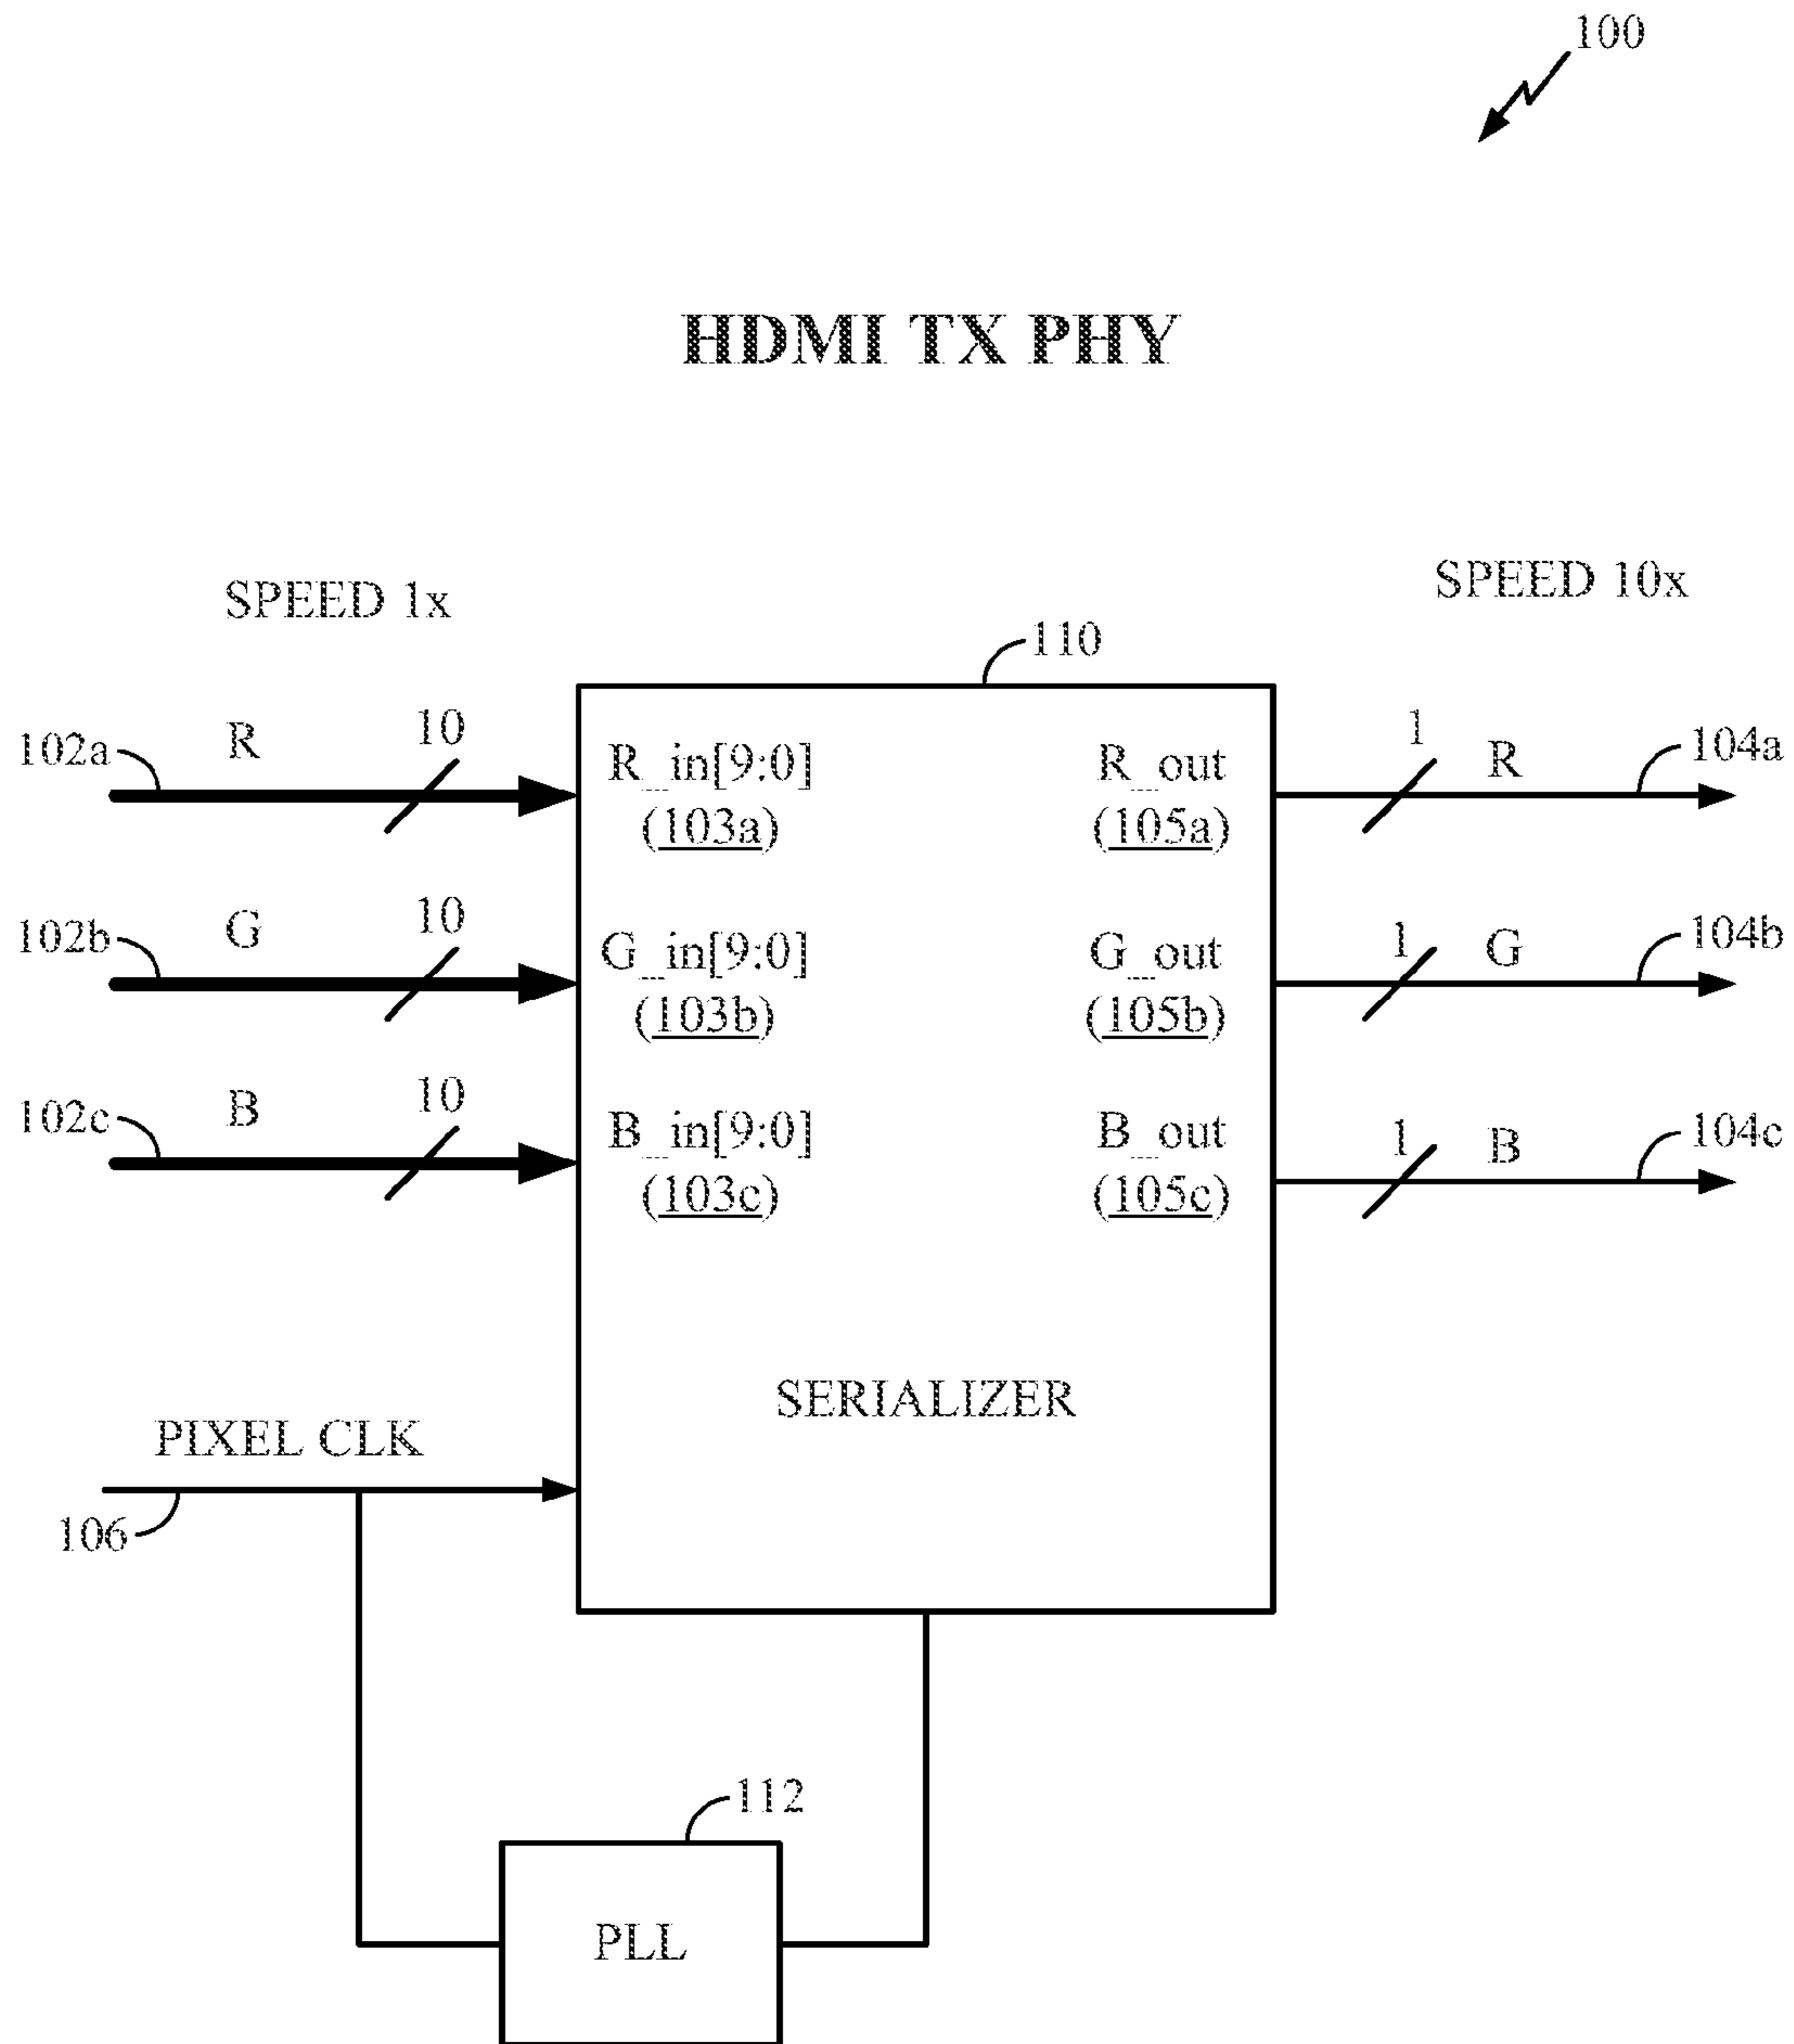 100
HDMI TX PHY
SPEED 1x
SPEED 10x
110
102a
R
10
R_in[9:0]
(103a)
R_out
(105a)
1
R
104a
102b
G
10
G_in[9:0]
(103b)
G_out
(105b)
1
G
104b
102c
B
10
B_in[9:0]
(103c)
B_out
(105c)
1
B
104c
SERIALIZER
PIXEL CLK
106
112
PLL